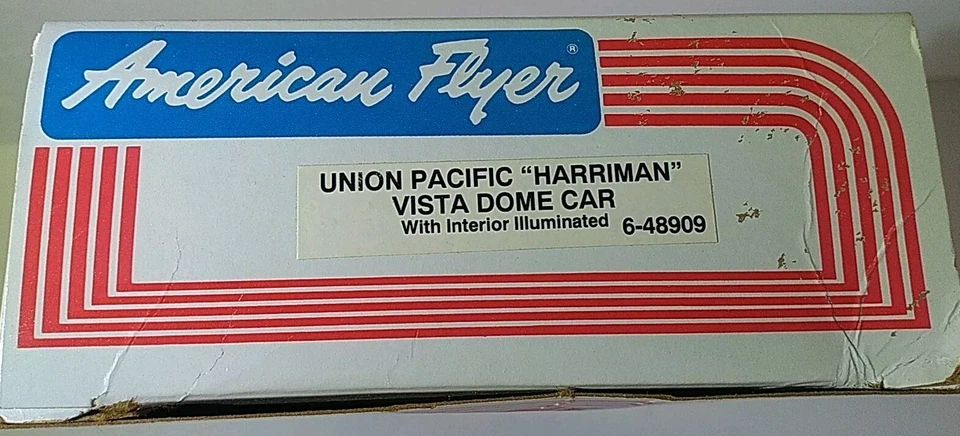 American Flyer®
UNION PACIFIC “HARRIMAN”
VISTA DOME CAR
With Interior Illuminated 6-48909